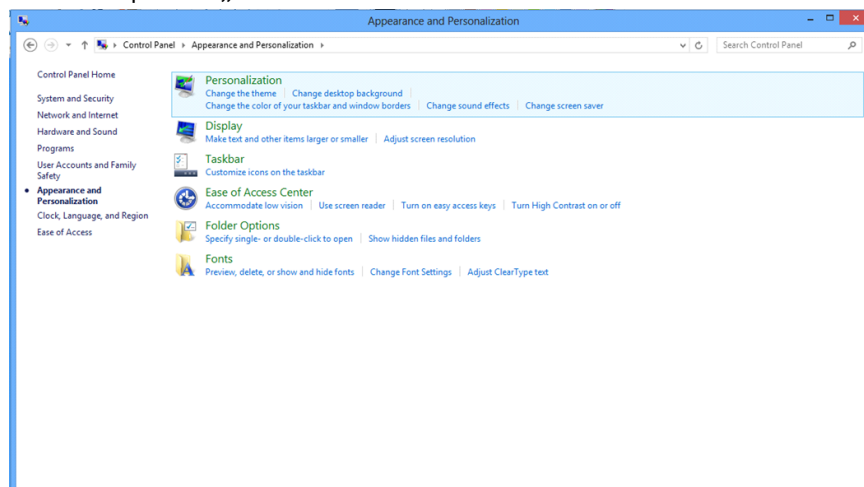 Appearance and Personalization
Control Panel Appearance and Personalization
Search Control Panel
Control Panel Home
System and Security
Network and Internet
Hardware and Sound
Programs
User Accounts and Family
Safety
Appearance and
Personalization
Clock, Language, and Region
Ease of Access
Personalization
Change the theme Change desktop background
Change the color of your taskbar and window borders Change sound effects Change screen saver
Display
Make text and other items larger or smaller Adjust screen resolution
Taskbar
Customize icons on the taskbar
Ease of Access Center
Accommodate low vision Use screen reader Turn on easy access keys Turn High Contrast on or off
Folder Options
Specify single- or double-click to open Show hidden files and folders
Fonts
Preview, delete, or show and hide fonts Change Font Settings Adjust ClearType text